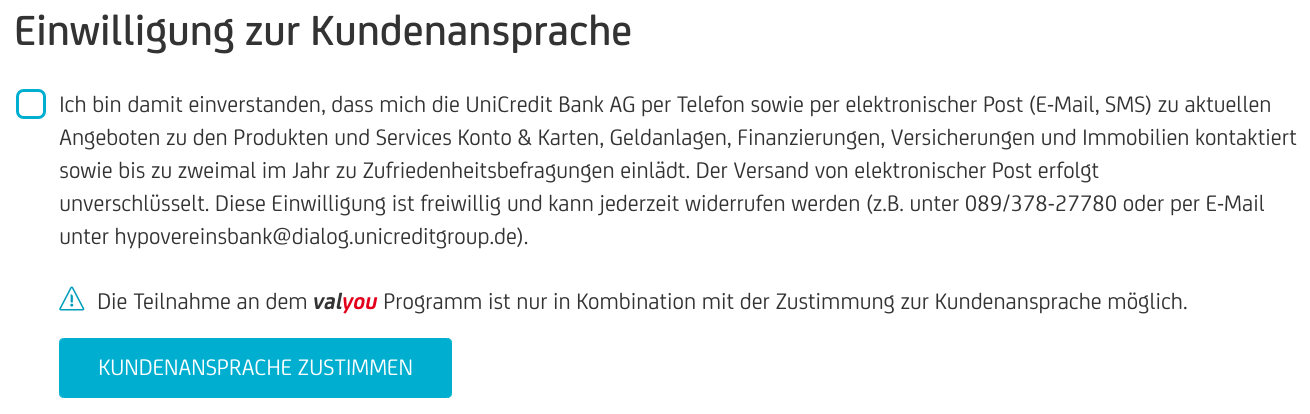 Einwilligung zur Kundenansprache
Ich bin damit einverstanden, dass mich die UniCredit Bank AG per Telefon sowie per elektronischer Post (E-Mail, SMS) zu aktuellen
Angeboten zu den Produkten und Services Konto & Karten, Geldanlagen, Finanzierungen, Versicherungen und Immobilien kontaktiert
sowie bis zu zweimal im Jahr zu Zufriedenheitsbefragungen einlädt. Der Versand von elektronischer Post erfolgt
unverschlüsselt. Diese Einwilligung ist freiwillig und kann jederzeit widerrufen werden (z.B. unter 089/378-27780 oder per E-Mail
unter hypovereinsbank@dialog.unicreditgroup.de).
Die Teilnahme an dem valyou Programm ist nur in Kombination mit der Zustimmung zur Kundenansprache möglich.
KUNDENANSPRACHE ZUSTIMMEN